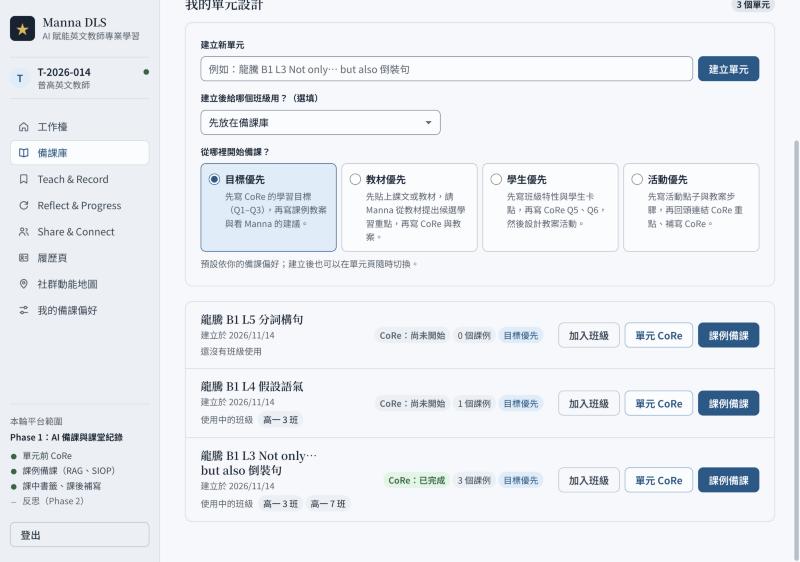 Manna DLS
AI 賦能英文教師專業學習
T
T-2026-014
普高英文教師
工作檯
備課庫
Teach & Record
Reflect & Progress
Share & Connect
履歷頁
社群動能地圖
我的備課偏好
本輪平台範圍
Phase 1：AI 備課與課堂紀錄
單元前 CoRe
課例備課（RAG、SIOP）
課中書籤、課後補寫
– 反思（Phase 2）
登出
我的單元設計
3 個單元
建立新單元
例如：龍騰 B1 L3 Not only… but also 倒裝句
建立單元
建立後給哪個班級用？（選填）
先放在備課庫
從哪裡開始備課？
目標優先
先寫 CoRe 的學習目標
（Q1–Q3），再寫課例教案
與看 Manna 的建議。
教材優先
先貼上課文或教材，請
Manna 從教材提出候選學
習重點，再寫 CoRe 與教
案。
學生優先
先寫班級特性與學生卡
點，再寫 CoRe Q5、Q6，
然後設計教案活動。
活動優先
先寫活動點子與教案步
驟，再回頭連結 CoRe 重
點、補寫 CoRe。
預設依你的備課偏好；建立後也可以在單元頁隨時切換。
龍騰 B1 L5 分詞構句
建立於 2026/11/14
還沒有班級使用
CoRe：尚未開始 0 個課例 目標優先
加入班級 單元 CoRe 課例備課
龍騰 B1 L4 假設語氣
建立於 2026/11/14
使用中的班級 高一 3 班
CoRe：尚未開始 1 個課例 目標優先
加入班級 單元 CoRe 課例備課
龍騰 B1 L3 Not only…
but also 倒裝句
建立於 2026/11/14
使用中的班級 高一 3 班 高一 7 班
CoRe：已完成 3 個課例 目標優先
加入班級 單元 CoRe 課例備課